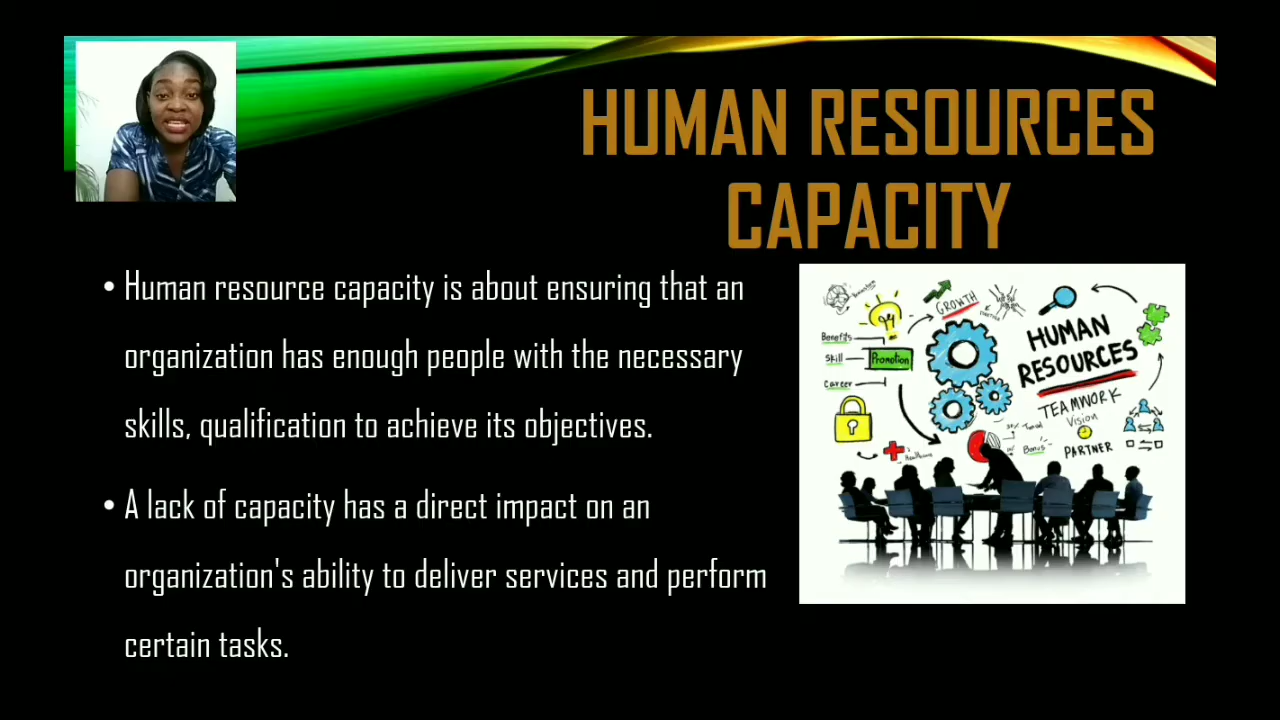 HUMAN RESOURCES
CAPACITY
• Human resource capacity is about ensuring that an
organization has enough people with the necessary
skills, qualification to achieve its objectives.
• A lack of capacity has a direct impact on an
organization's ability to deliver services and perform
certain tasks.
GROWTH
Benefits
Skill
Promotion
Career
HUMAN
RESOURCES
TEAMWORK
Vision
PARTNER
Bonus
Healthcare